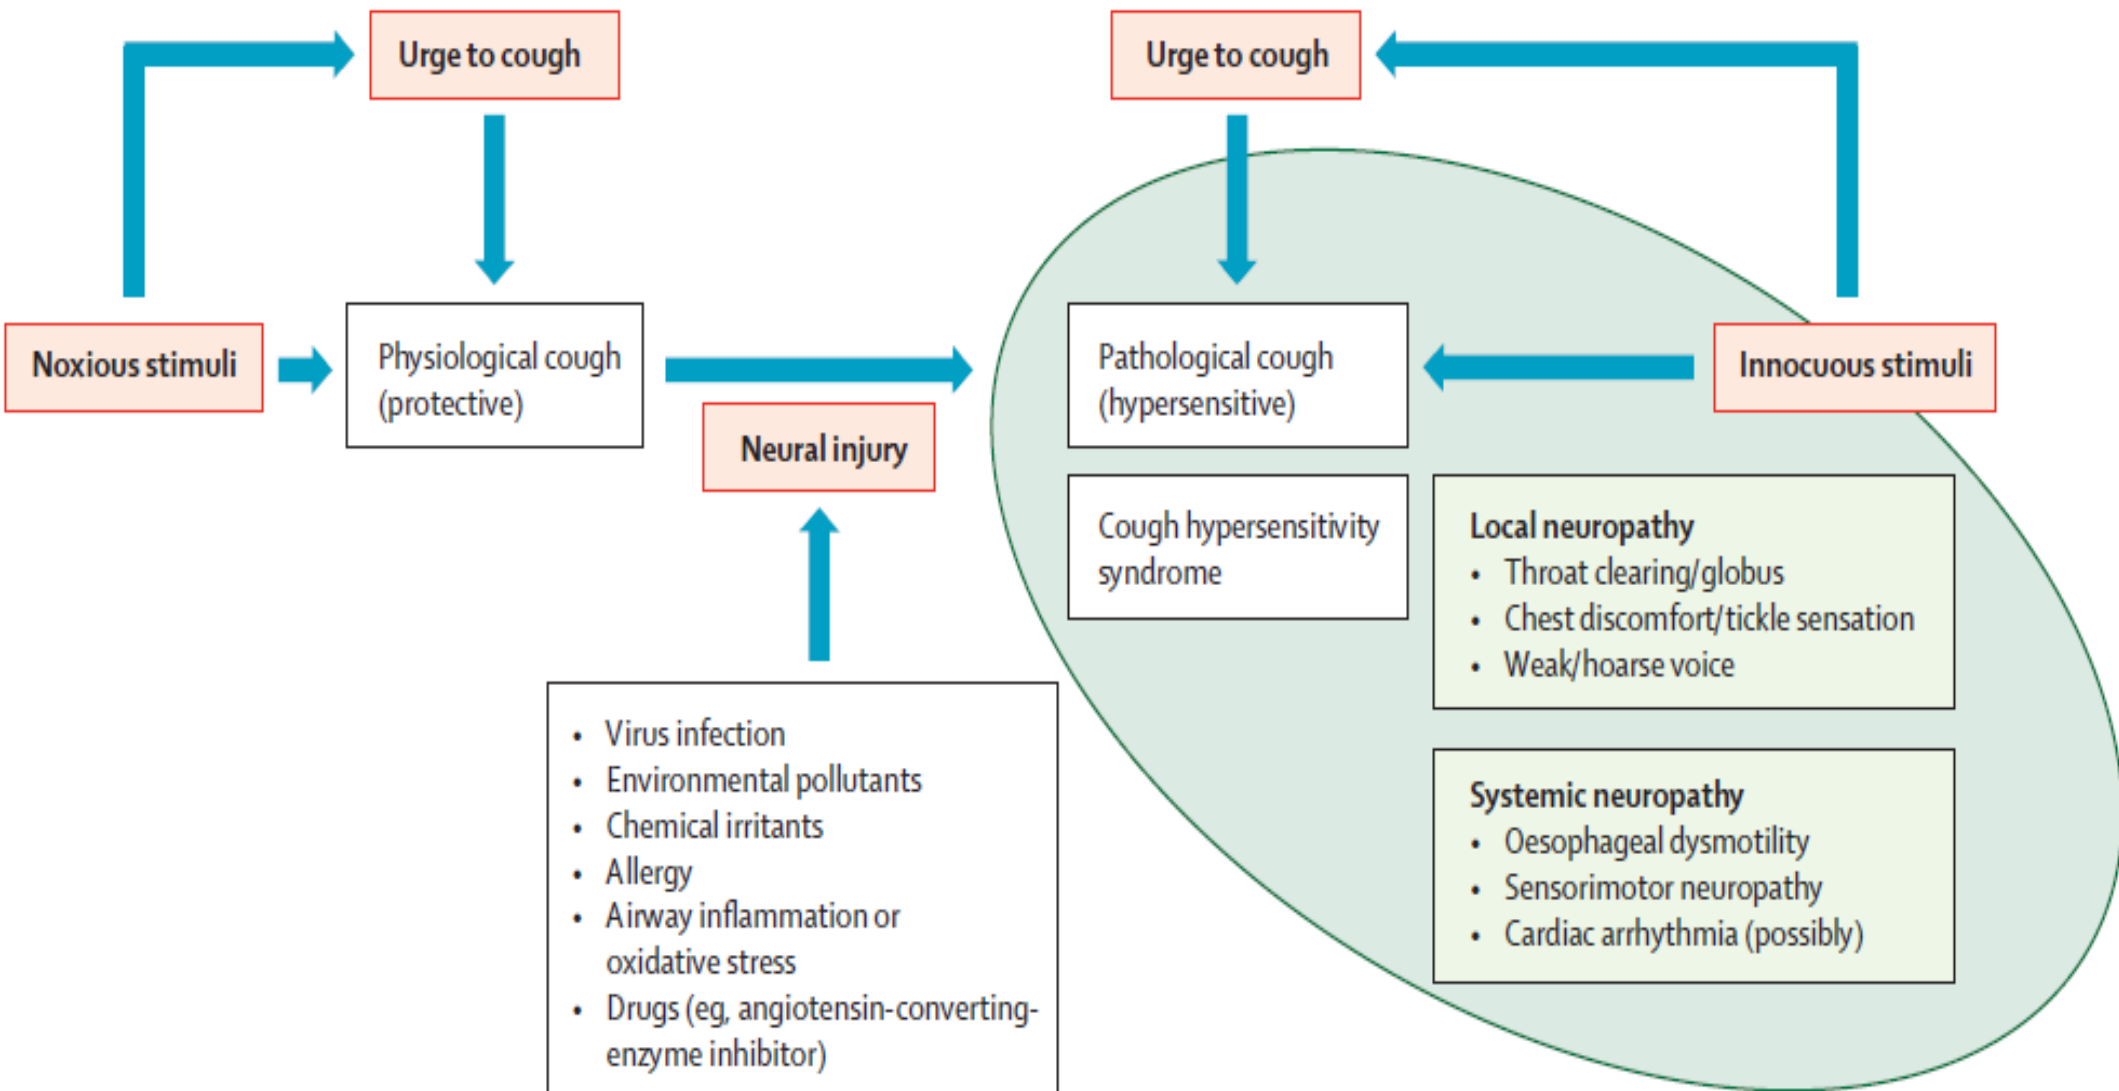 Urge to cough
Urge to cough
Noxious stimuli
Physiological cough
(protective)
Neural injury
Pathological cough
(hypersensitive)
Innocuous stimuli
Cough hypersensitivity
syndrome
Local neuropathy
• Throat clearing/globus
• Chest discomfort/tickle sensation
• Weak/hoarse voice
• Virus infection
• Environmental pollutants
• Chemical irritants
• Allergy
• Airway inflammation or
oxidative stress
• Drugs (eg, angiotensin-converting-
enzyme inhibitor)
Systemic neuropathy
• Oesophageal dysmotility
• Sensorimotor neuropathy
• Cardiac arrhythmia (possibly)